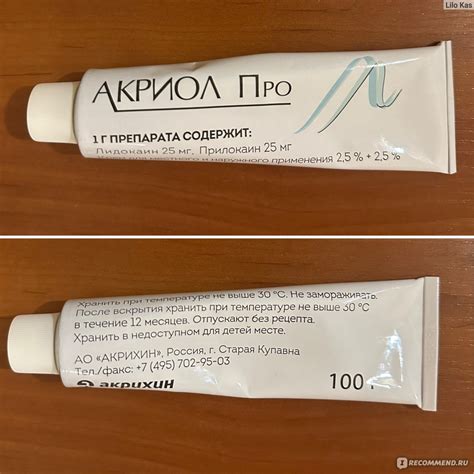 Lilo Kas
АКРИОЛ ПРО
1 Г ПРЕПАРАТА СОДЕРЖИТ:
Лидокаин 25 мг, Прилокаин 25 мг
местного и наружного применения 2,5 % + 2,5 %
Хранить при температуре не выше 30 °C. Не замораживать.
После вскрытия хранить при температуре не выше 30 °C
в течение 12 месяцев. Отпускают без рецепта.
Хранить в недоступном для детей месте.
АО «АКРИХИН», Россия, г. Старая Купавна
Тел./факс: +7 (495) 702-95-03
акрихин
100 г
IRECOMMEND.RU